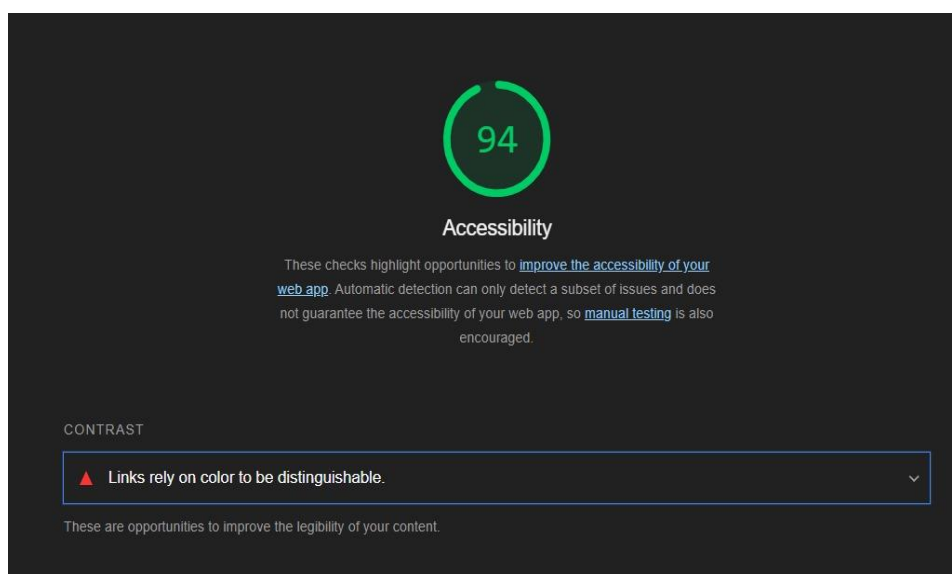 94
Accessibility
These checks highlight opportunities to improve the accessibility of your
web app. Automatic detection can only detect a subset of issues and does
not guarantee the accessibility of your web app, so manual testing is also
encouraged.
CONTRAST
Links rely on color to be distinguishable.
These are opportunities to improve the legibility of your content.